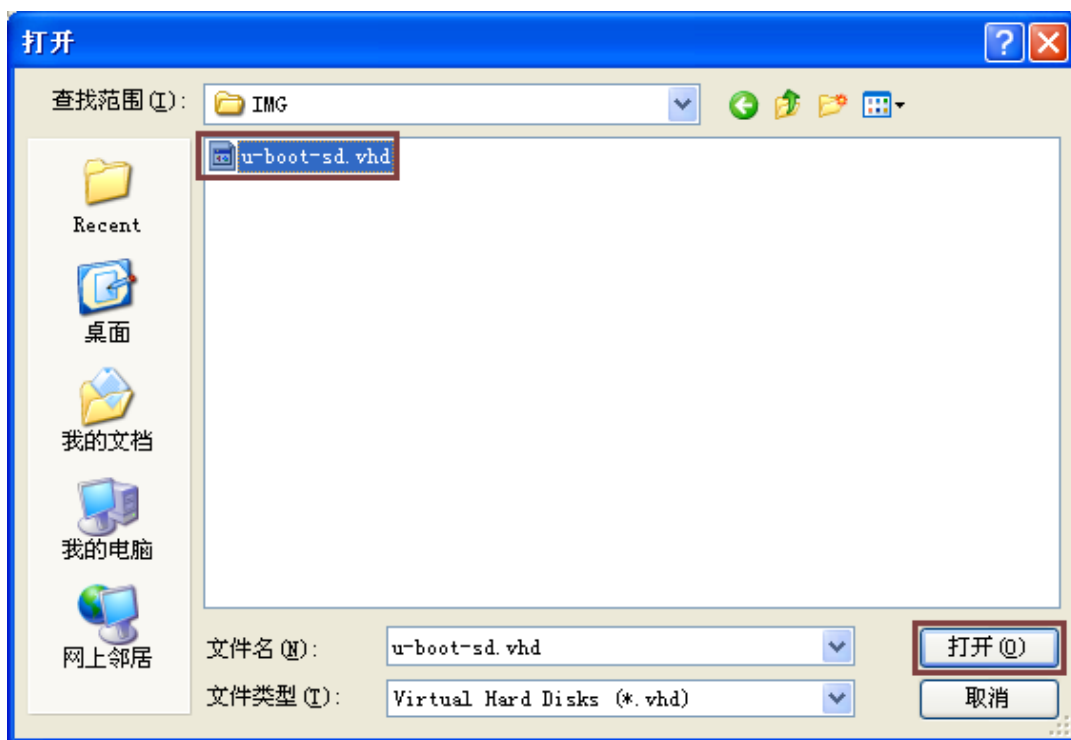 打开
查找范围(I):
IMG
u-boot-sd.vhd
Recent
桌面
我的文档
我的电脑
网上邻居
文件名(N):
u-boot-sd.vhd
打开(O)
文件类型(T):
Virtual Hard Disks (*.vhd)
取消